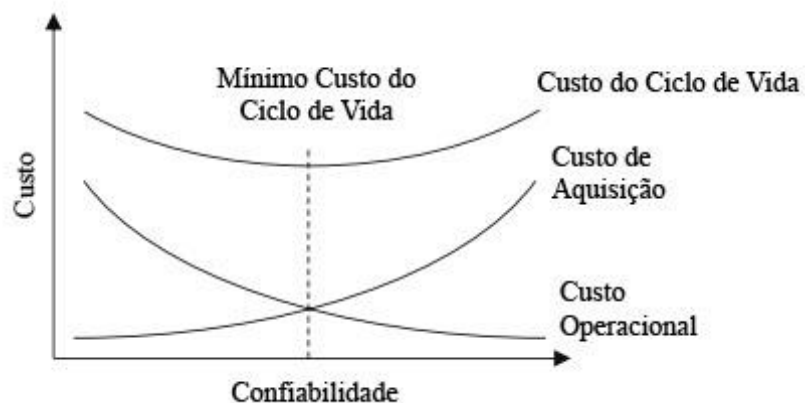 Mínimo Custo do
Ciclo de Vida
Custo do Ciclo de Vida
Custo de
Aquisição
Custo
Custo
Operacional
Confiabilidade